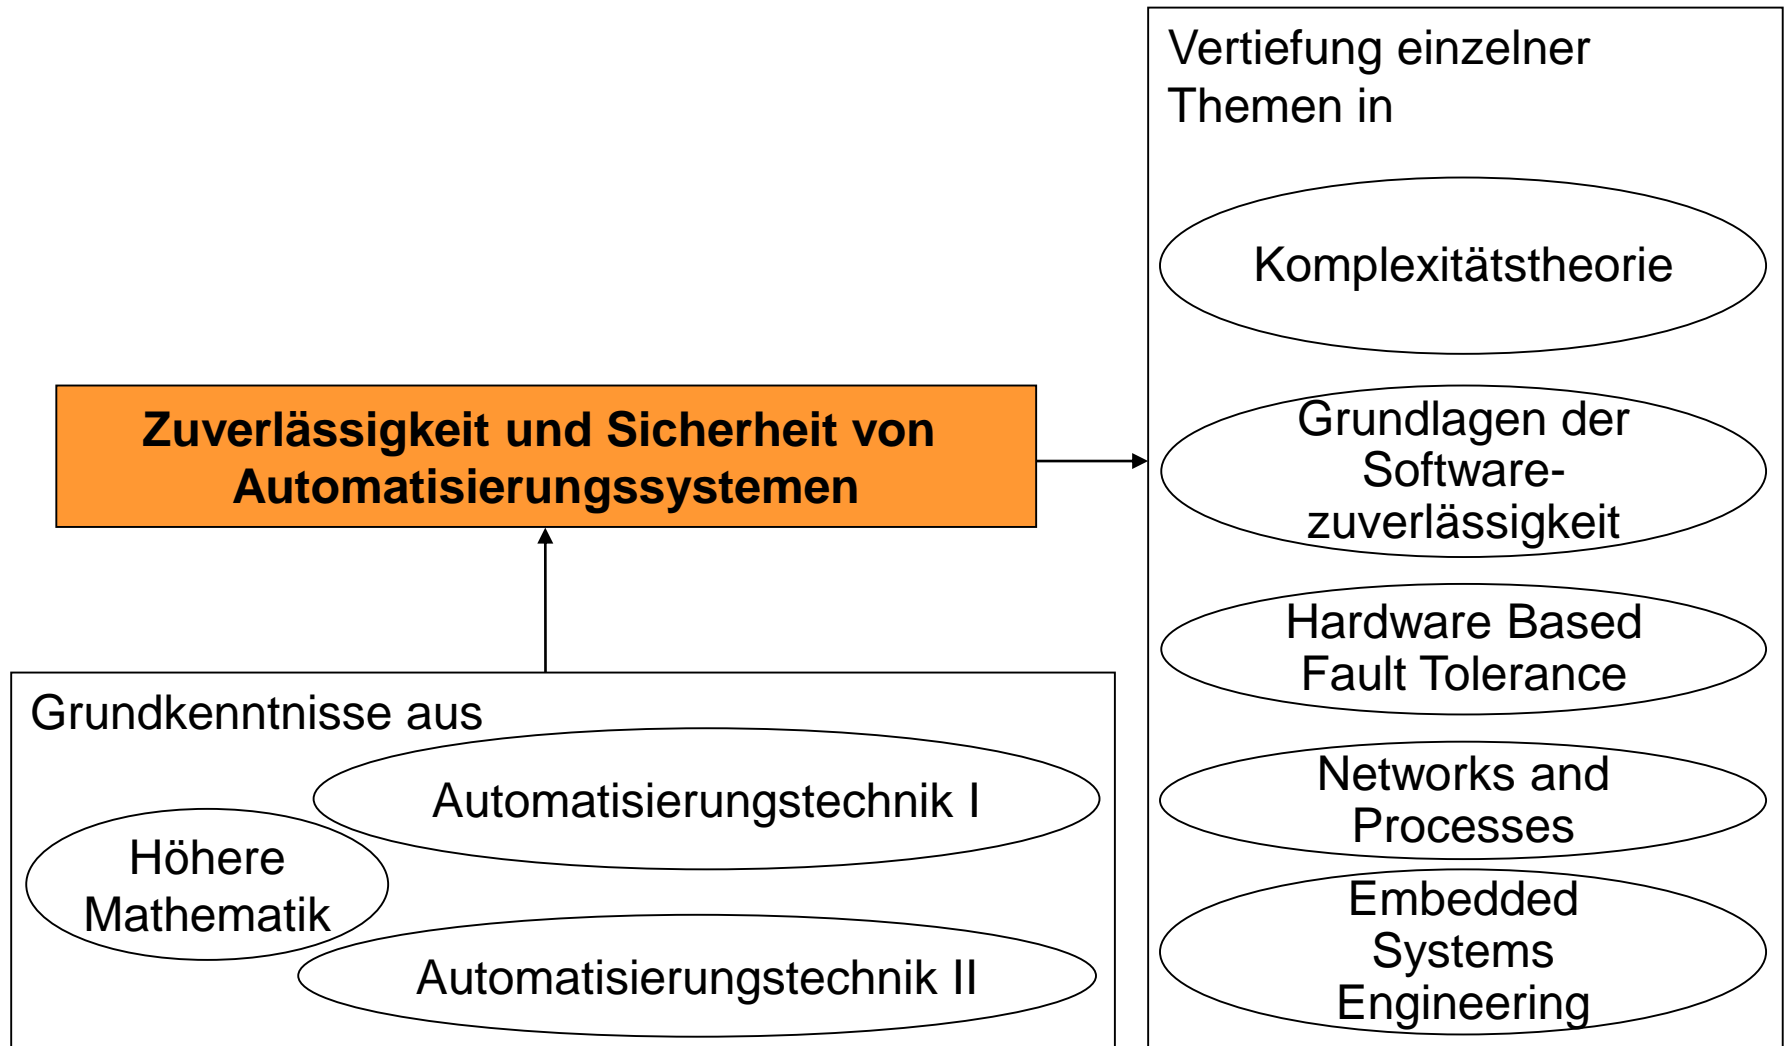 Vertiefung einzelner
Themen in
Komplexitätstheorie
Grundlagen der
Software-
zuverlässigkeit
Hardware Based
Fault Tolerance
Networks and
Processes
Embedded
Systems
Engineering
Zuverlässigkeit und Sicherheit von
Automatisierungssystemen
Grundkenntnisse aus
Automatisierungstechnik I
Höhere
Mathematik
Automatisierungstechnik II